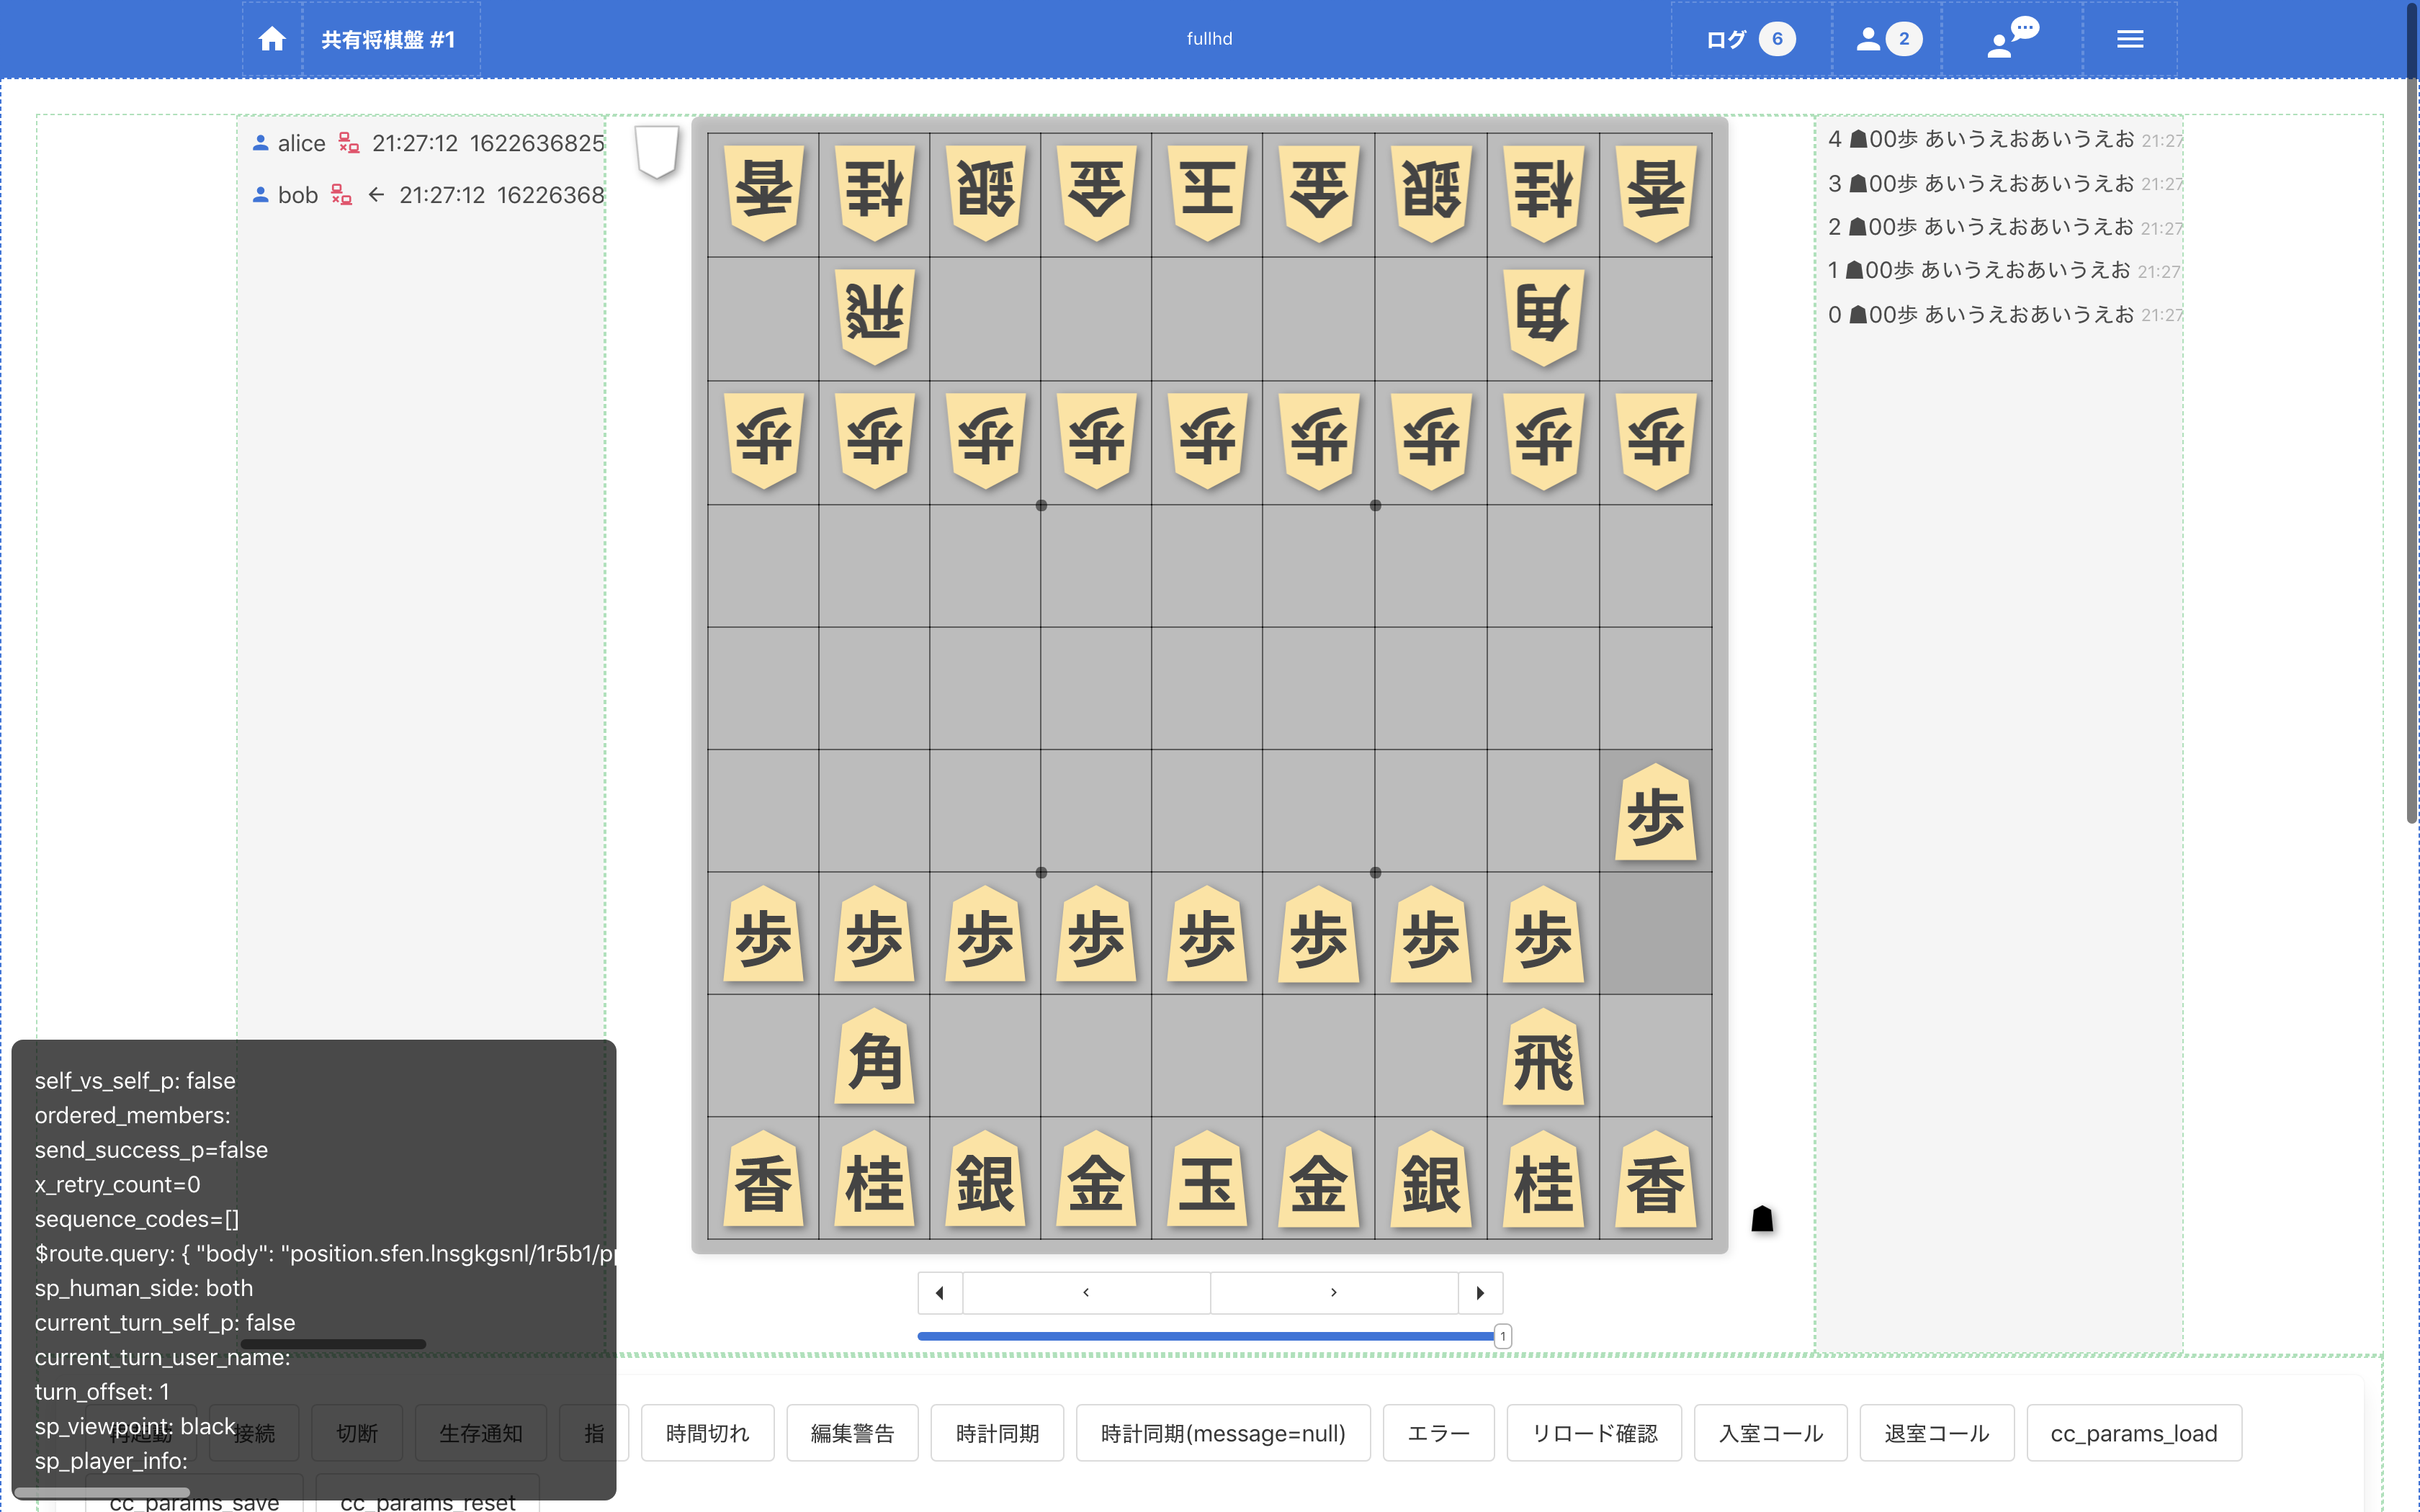 共有将棋盤 #1
fullhd
ログ 6
2
alice 21:27:12 1622636825
bob ← 21:27:12 16226368
香 桂 銀 金 玉 金 銀 桂 香
飛 角
歩 歩 歩 歩 歩 歩 歩 歩 歩
歩
歩 歩 歩 歩 歩 歩 歩 歩
角 飛
香 桂 銀 金 玉 金 銀 桂 香
1
4 ☗00歩 あいうえおあいうえお 21:27
3 ☗00歩 あいうえおあいうえお 21:27
2 ☗00歩 あいうえおあいうえお 21:27
1 ☗00歩 あいうえおあいうえお 21:27
0 ☗00歩 あいうえおあいうえお 21:27
self_vs_self_p: false
ordered_members:
send_success_p=false
x_retry_count=0
sequence_codes=[]
$route.query: { "body": "position.sfen.lnsgkgsnl/1r5b1/pp
sp_human_side: both
current_turn_self_p: false
current_turn_user_name:
turn_offset: 1
sp_viewpoint: black
sp_player_info:
再起動 接続 切断 生存通知 指 時間切れ 編集警告 時計同期 時計同期(message=null) エラー リロード確認 入室コール 退室コール cc_params_load
cc_params_save cc_params_reset